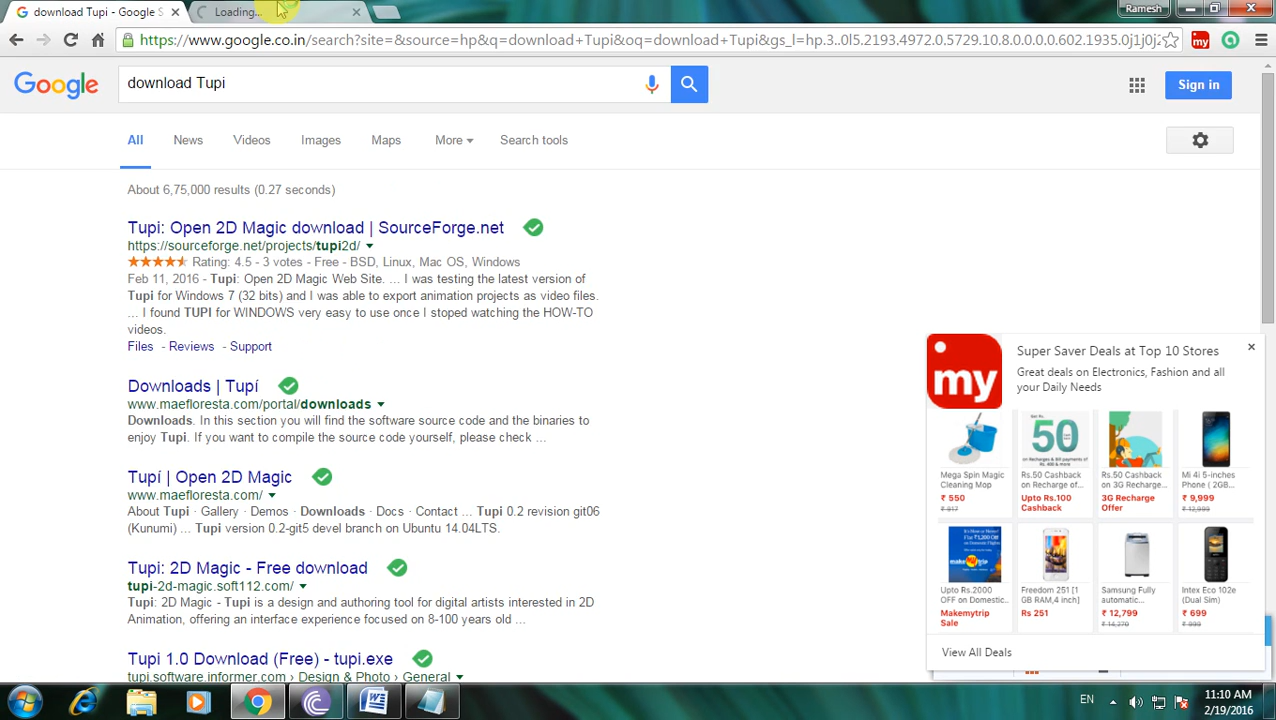 download Tupi - Google S
Loading...
Ramesh
https://www.google.co.in/search?site=&source=hp&q=download+Tupi&oq=download+Tupi&gs_l=hp.3..0l5.2193.4972.0.5729.10.8.0.0.0.0.602.1935.0j1j0j2
my
Google
download Tupi
Sign in
All
News
Videos
Images
Maps
More
Search tools
About 6,75,000 results (0.27 seconds)
Tupi: Open 2D Magic download | SourceForge.net
https://sourceforge.net/projects/tupi2d/
Rating: 4.5 - 3 votes - Free - BSD, Linux, Mac OS, Windows
Feb 11, 2016 - Tupi: Open 2D Magic Web Site. ... I was testing the latest version of
Tupi for Windows 7 (32 bits) and I was able to export animation projects as video files.
... I found TUPI for WINDOWS very easy to use once I stoped watching the HOW-TO
videos.
Files - Reviews - Support
Downloads | Tupí
www.maefloresta.com/portal/downloads
Downloads. In this section you will find the software source code and the binaries to
enjoy Tupi. If you want to compile the source code yourself, please check ...
Tupí | Open 2D Magic
www.maefloresta.com/
About Tupi · Gallery · Demos · Downloads · Docs · Contact ... Tupi 0.2 revision git06
(Kunumi) ... Tupi version 0.2-git5 devel branch on Ubuntu 14.04LTS.
Tupi: 2D Magic - Free download
tupi-2d-magic.soft112.com/
Tupi: 2D Magic - Tupi is a design and authoring tool for digital artists interested in 2D
Animation, offering an interface experience focused on 8-100 years old ...
Tupi 1.0 Download (Free) - tupi.exe
tupi.software.informer.com › Design & Photo › General
my
Super Saver Deals at Top 10 Stores
Great deals on Electronics, Fashion and all
your Daily Needs
Mega Spin Magic
Cleaning Mop
₹ 550
₹ 917
50
Rs.50 Cashback
on Recharge of...
Upto Rs.100
Cashback
Rs.50 Cashback
on 3G Recharge...
3G Recharge
Offer
Mi 4i 5-inches
Phone ( 2GB...
₹ 9,999
₹ 12,999
Upto Rs.2000
OFF on Domestic...
Makemytrip
Sale
Freedom 251 [1
GB RAM,4 inch]
Rs 251
Samsung Fully
automatic...
₹ 12,799
₹ 14,270
Intex Eco 102e
(Dual Sim)
₹ 699
₹ 899
View All Deals
EN
11:10 AM
2/19/2016